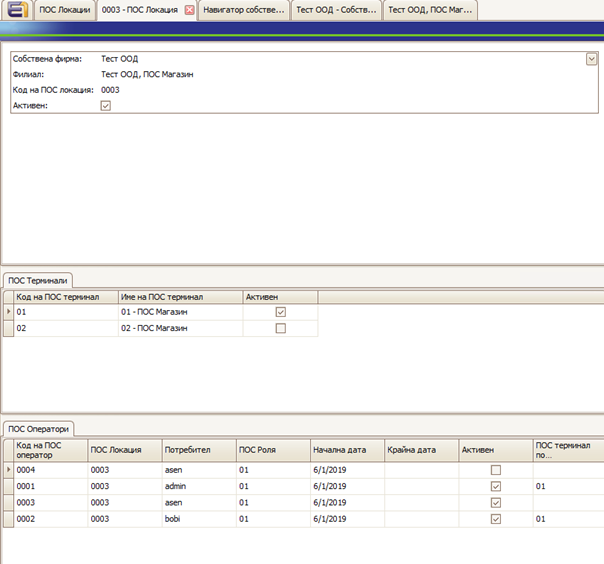 ПОС Локации
0003 - ПОС Локация
Навигатор собстве...
Тест ООД - Собств...
Тест ООД, ПОС Маг...
Собствена фирма: Тест ООД
Филиал: Тест ООД, ПОС Магазин
Код на ПОС локация: 0003
Активен:
ПОС Терминали
Код на ПОС терминал Име на ПОС терминал Активен
01 01 - ПОС Магазин
02 02 - ПОС Магазин
ПОС Оператори
Код на ПОС оператор ПОС Локация Потребител ПОС Роля Начална дата Крайна дата Активен ПОС терминал по...
0004 0003 asen 01 6/1/2019
0001 0003 admin 01 6/1/2019 01
0003 0003 asen 01 6/1/2019
0002 0003 bobi 01 6/1/2019 01